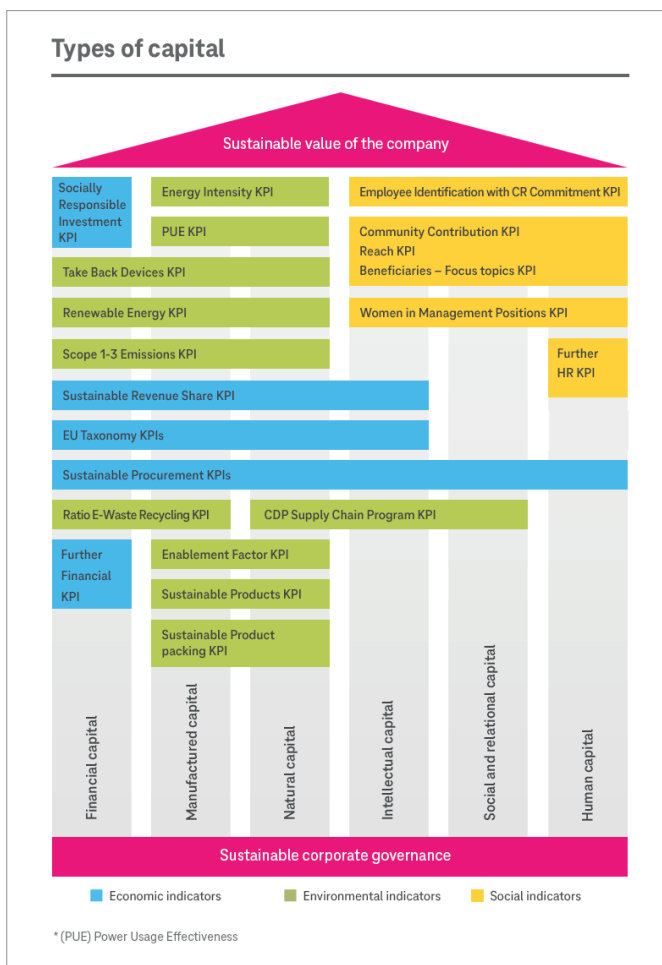 Types of capital
Sustainable value of the company
Socially
Responsible
Investment
KPI
Energy Intensity KPI
Employee Identification with CR Commitment KPI
PUE KPI
Community Contribution KPI
Reach KPI
Beneficiaries – Focus topics KPI
Take Back Devices KPI
Renewable Energy KPI
Women in Management Positions KPI
Scope 1-3 Emissions KPI
Further
HR KPI
Sustainable Revenue Share KPI
EU Taxonomy KPIs
Sustainable Procurement KPIs
Ratio E-Waste Recycling KPI
CDP Supply Chain Program KPI
Further
Financial
KPI
Enablement Factor KPI
Sustainable Products KPI
Sustainable Product
packing KPI
Financial capital
Manufactured capital
Natural capital
Intellectual capital
Social and relational capital
Human capital
Sustainable corporate governance
Economic indicators
Environmental indicators
Social indicators
* (PUE) Power Usage Effectiveness